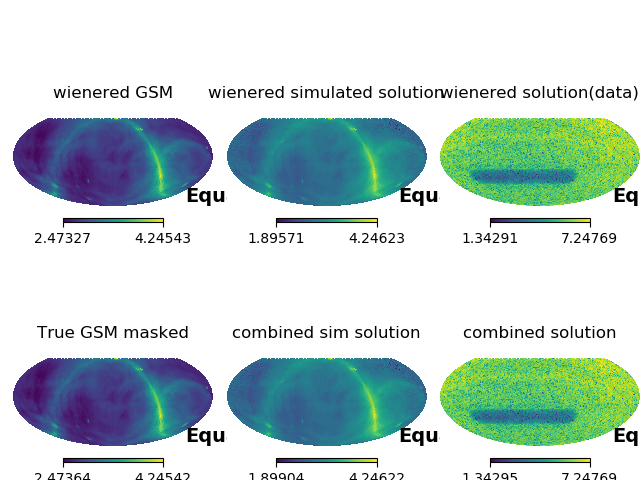 wienered GSM
wienered simulated solution
wienered solution(data)
Equ
Equ
Eq
2.47327 4.24543
1.89571 4.24623
1.34291 7.24769
True GSM masked
combined sim solution
combined solution
Equ
Equ
Eq
2.47364 4.24542
1.89904 4.24622
1.34295 7.24769